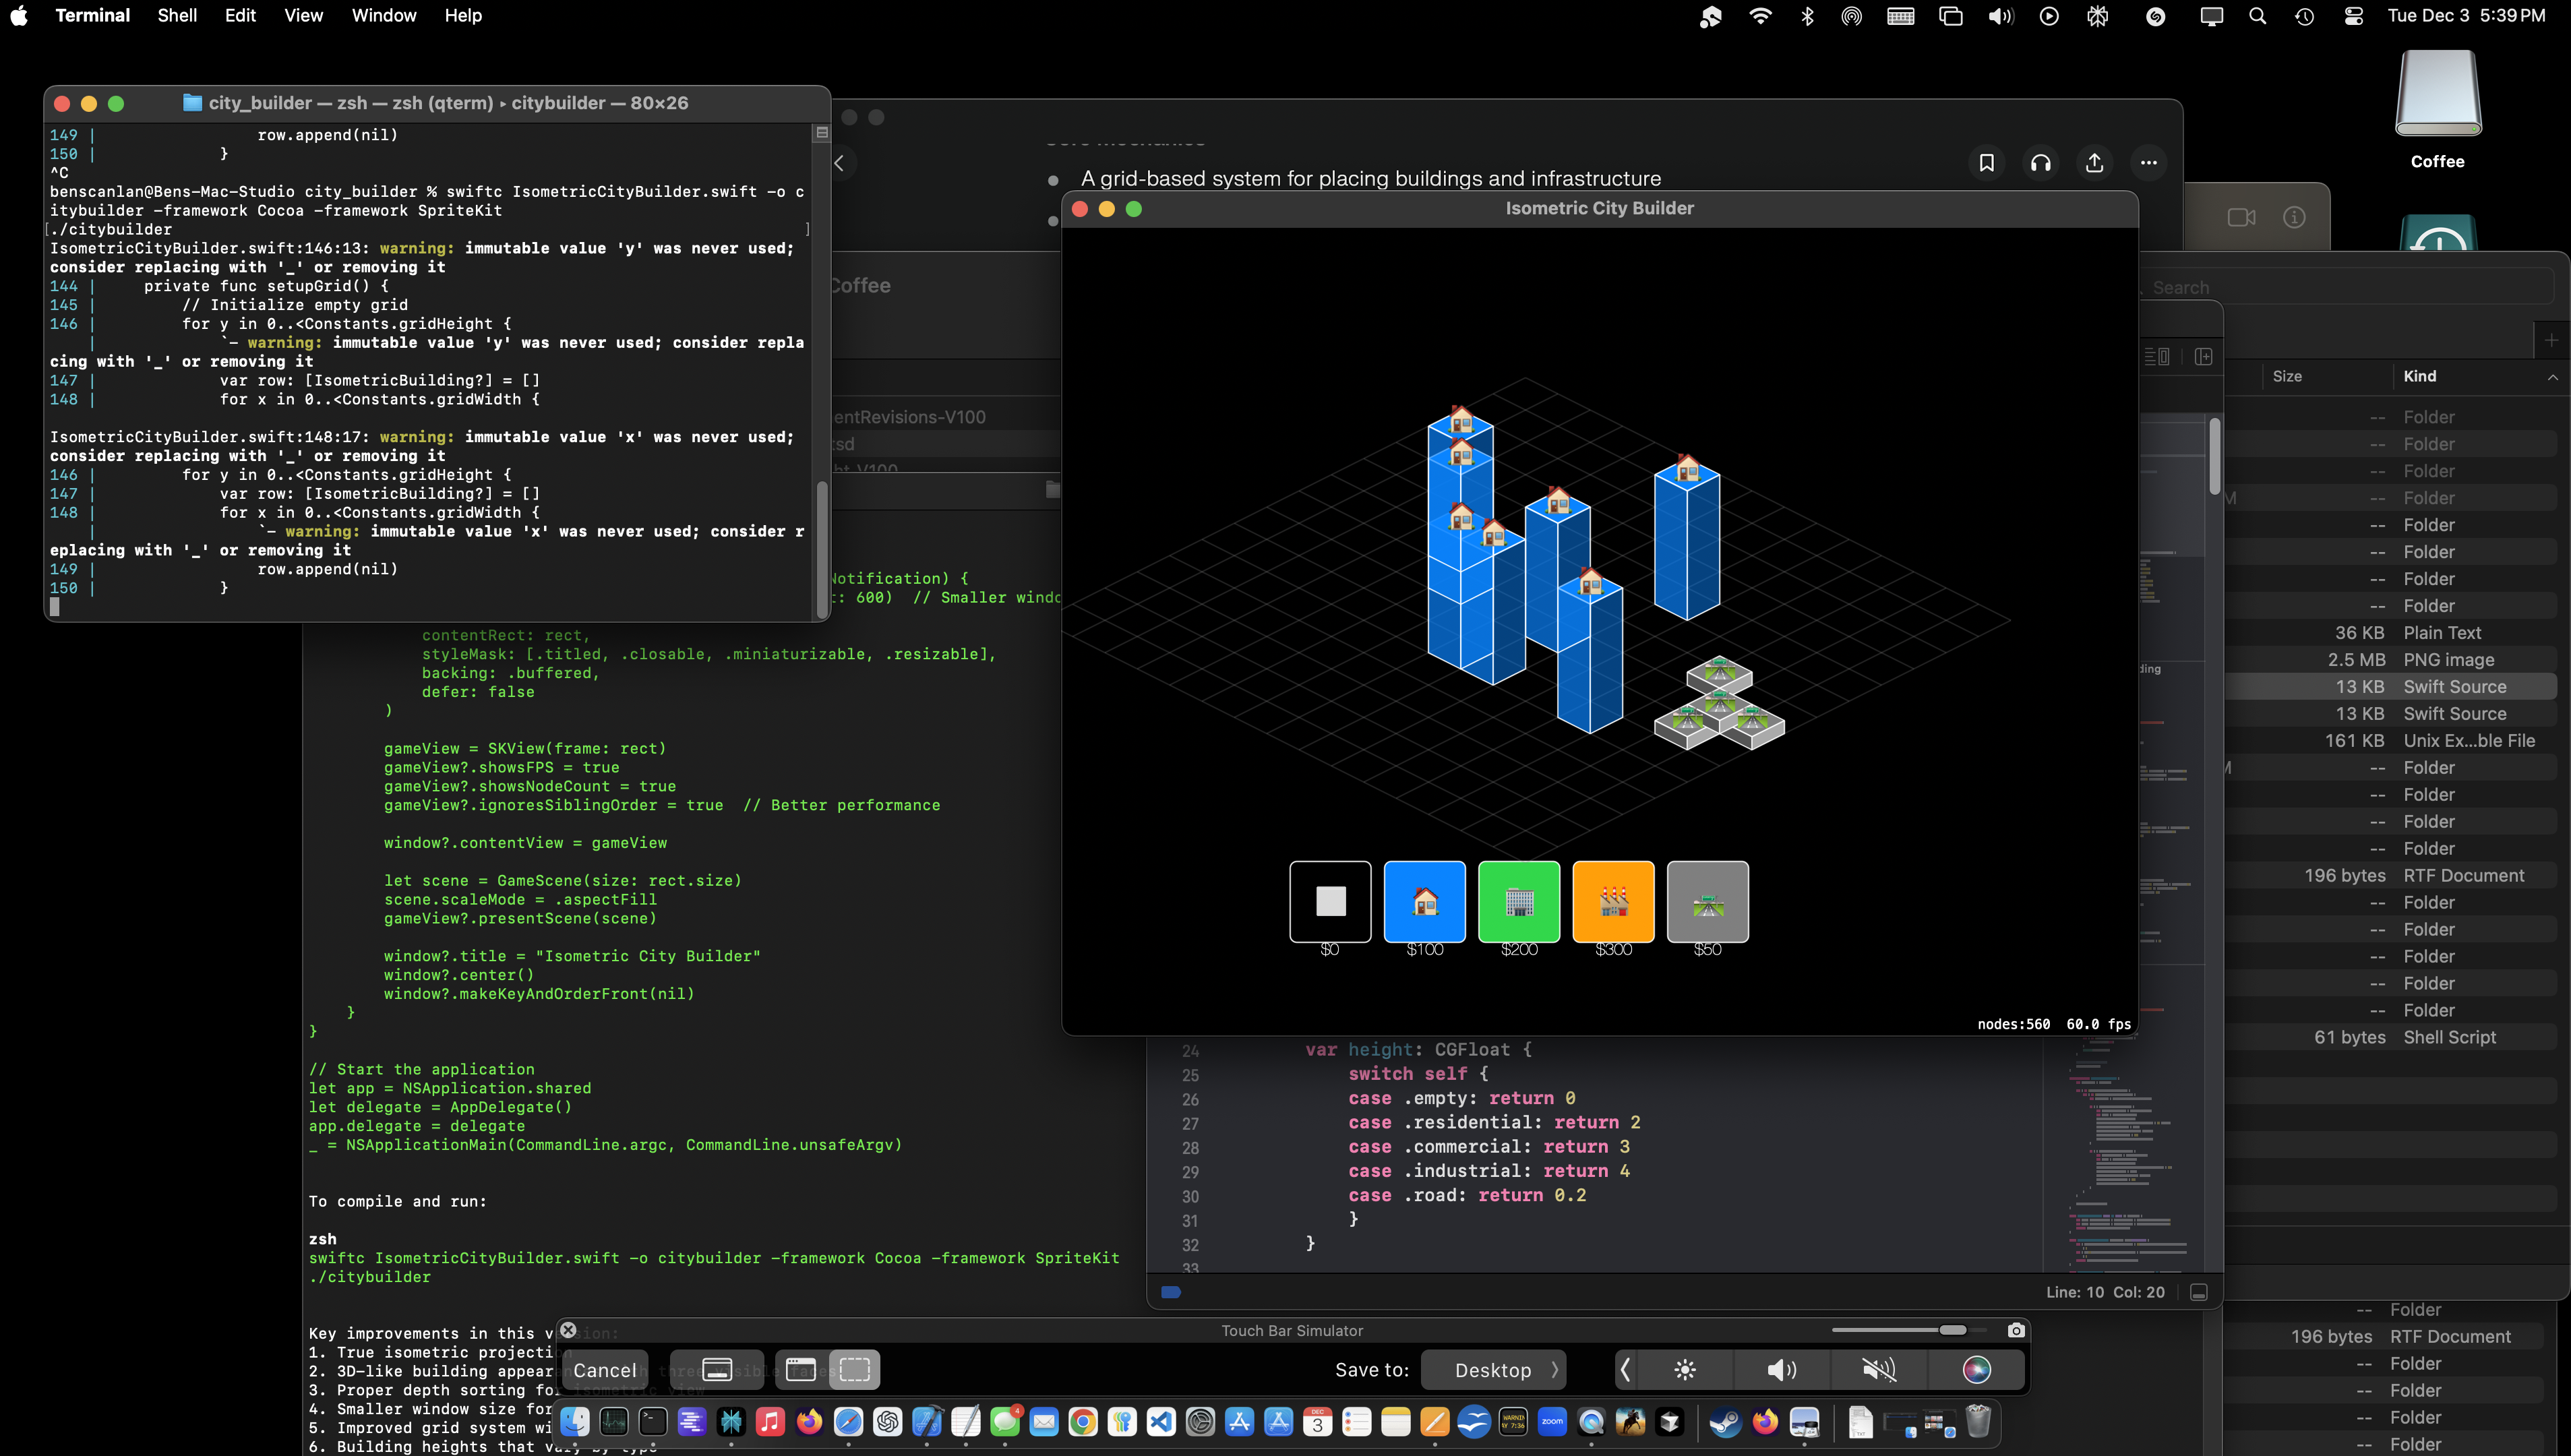 Terminal Shell Edit View Window Help
Tue Dec 3 5:39 PM
city_builder — zsh — zsh (qterm) ▸ citybuilder — 80×26
149 | row.append(nil)
150 | }
^C
benscanlan@Bens-Mac-Studio city_builder % swiftc IsometricCityBuilder.swift -o c
itybuilder -framework Cocoa -framework SpriteKit
[./citybuilder ]
IsometricCityBuilder.swift:146:13: warning: immutable value 'y' was never used;
consider replacing with '_' or removing it
144 | private func setupGrid() {
145 | // Initialize empty grid
146 | for y in 0..<Constants.gridHeight {
| `- warning: immutable value 'y' was never used; consider repla
cing with '_' or removing it
147 | var row: [IsometricBuilding?] = []
148 | for x in 0..<Constants.gridWidth {
IsometricCityBuilder.swift:148:17: warning: immutable value 'x' was never used;
consider replacing with '_' or removing it
146 | for y in 0..<Constants.gridHeight {
147 | var row: [IsometricBuilding?] = []
148 | for x in 0..<Constants.gridWidth {
| `- warning: immutable value 'x' was never used; consider r
eplacing with '_' or removing it
149 | row.append(nil)
150 | }
A grid-based system for placing buildings and infrastructure
Isometric City Builder
$0 $100 $200 $300 $50
nodes:560 60.0 fps
Coffee
Coffee
entRevisions-V100
Search
Size Kind
-- Folder
-- Folder
-- Folder
-- Folder
-- Folder
-- Folder
-- Folder
-- Folder
36 KB Plain Text
2.5 MB PNG image
13 KB Swift Source
13 KB Swift Source
161 KB Unix Ex...ble File
-- Folder
-- Folder
-- Folder
-- Folder
196 bytes RTF Document
-- Folder
-- Folder
-- Folder
-- Folder
-- Folder
61 bytes Shell Script
-- Folder
196 bytes RTF Document
-- Folder
-- Folder
-- Folder
-- Folder
Notification) {
: 600) // Smaller windo
contentRect: rect,
styleMask: [.titled, .closable, .miniaturizable, .resizable],
backing: .buffered,
defer: false
)
gameView = SKView(frame: rect)
gameView?.showsFPS = true
gameView?.showsNodeCount = true
gameView?.ignoresSiblingOrder = true // Better performance
window?.contentView = gameView
let scene = GameScene(size: rect.size)
scene.scaleMode = .aspectFill
gameView?.presentScene(scene)
window?.title = "Isometric City Builder"
window?.center()
window?.makeKeyAndOrderFront(nil)
}
}
// Start the application
let app = NSApplication.shared
let delegate = AppDelegate()
app.delegate = delegate
_ = NSApplicationMain(CommandLine.argc, CommandLine.unsafeArgv)
To compile and run:
zsh
swiftc IsometricCityBuilder.swift -o citybuilder -framework Cocoa -framework SpriteKit
./citybuilder
Key improvements in this version:
1. True isometric projection
2. 3D-like building appearance with three visible faces
3. Proper depth sorting for isometric view
4. Smaller window size for
5. Improved grid system wi
6. Building heights that vary by type
24 var height: CGFloat {
25 switch self {
26 case .empty: return 0
27 case .residential: return 2
28 case .commercial: return 3
29 case .industrial: return 4
30 case .road: return 0.2
31 }
32 }
33
Line: 10 Col: 20
Touch Bar Simulator
Cancel
Save to: Desktop
DEC 3
zoom